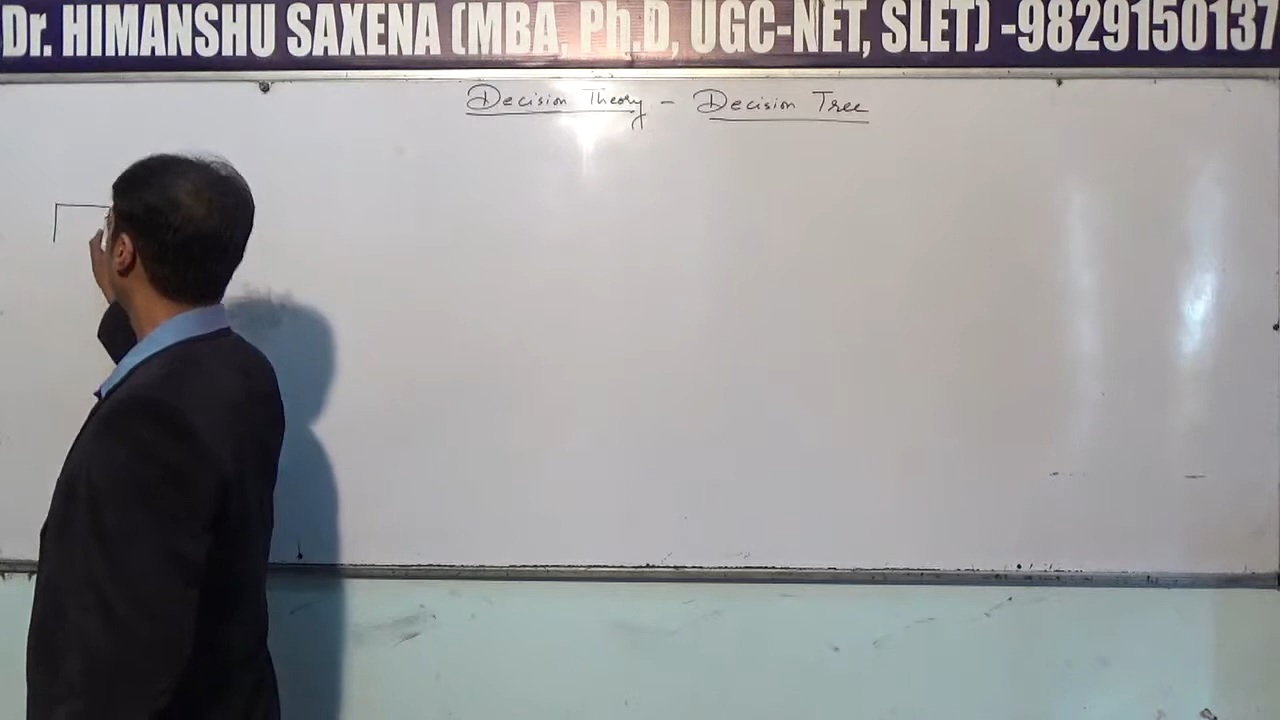 Dr. HIMANSHU SAXENA (MBA, Ph.D, UGC-NET, SLET) -9829150137
Decision Theory - Decision Tree